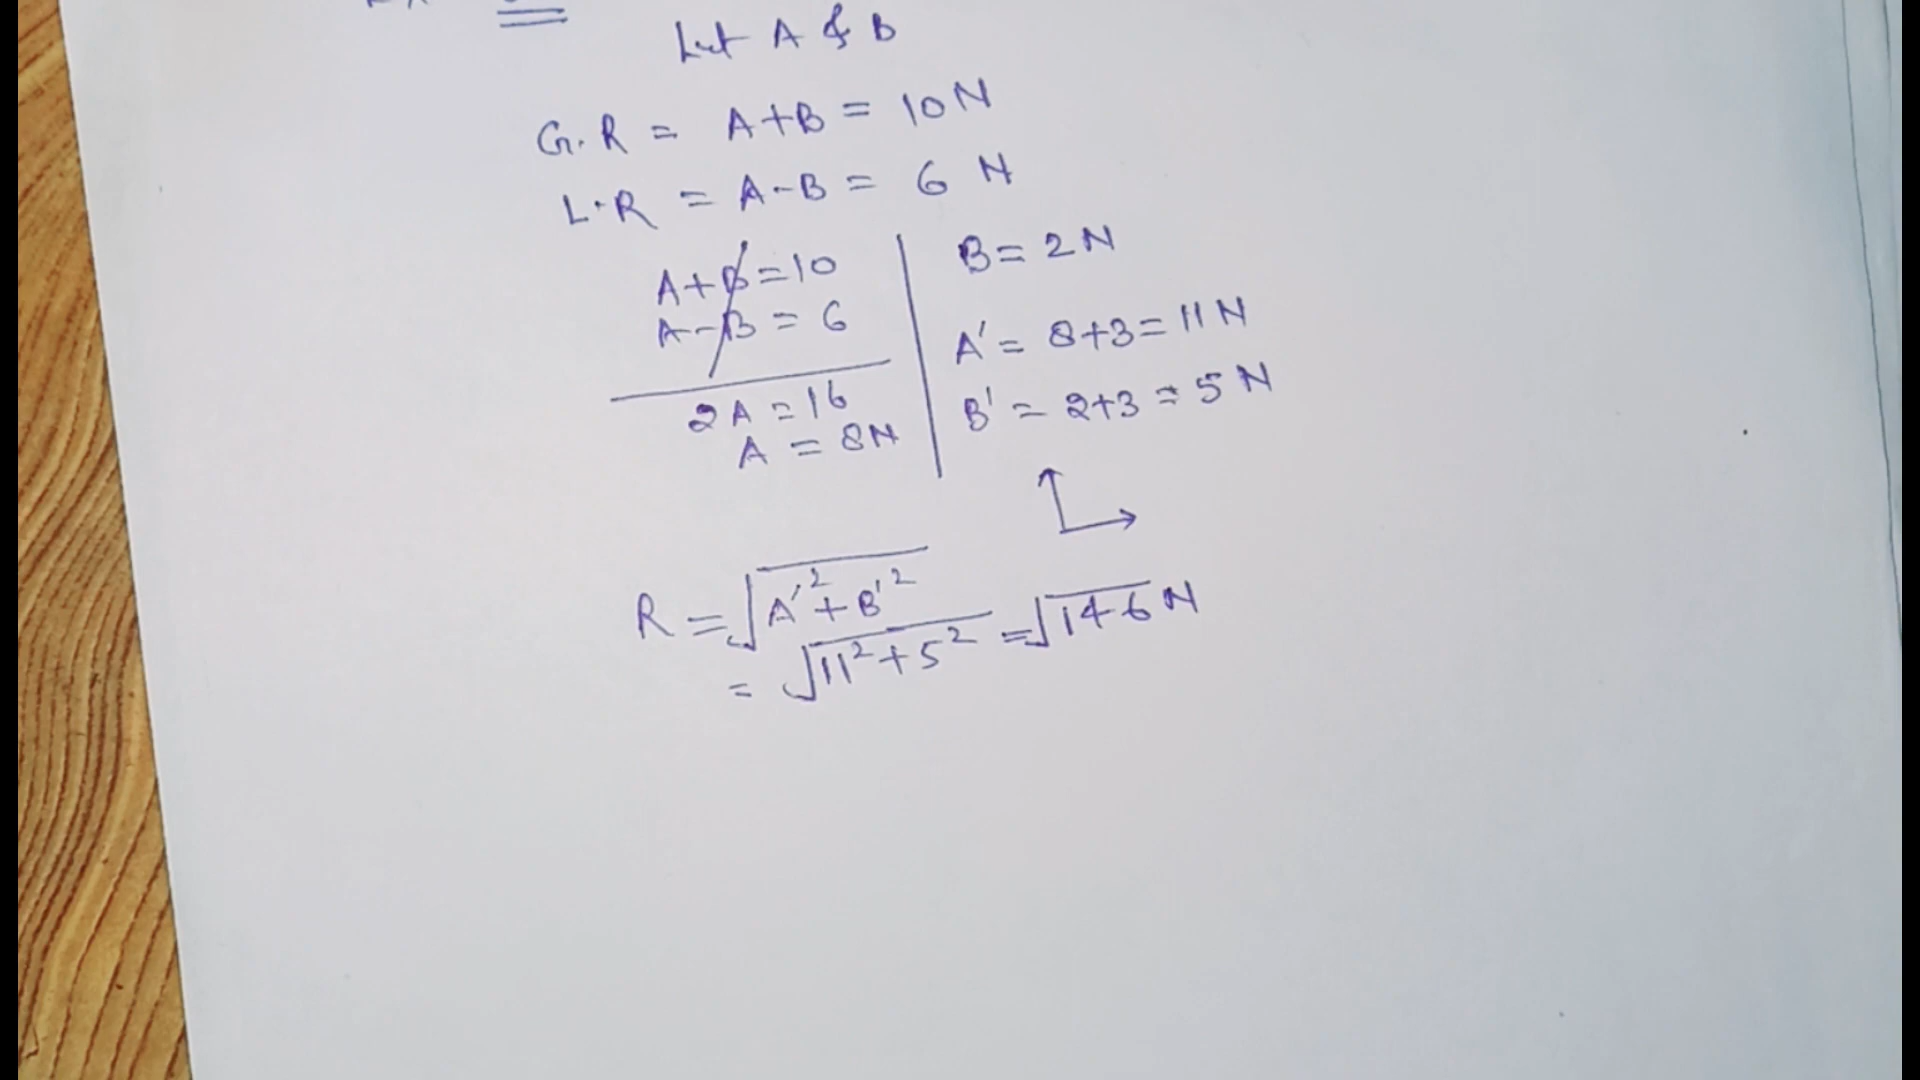 Let A & B
G.R = A+B = 10N
L.R = A-B = 6 N
A+B=10
A-B = 6
2A = 16
A = 8N
B = 2N
A' = 8+3 = 11 N
B' = 2+3 = 5 N
R = √A'²+B'²
= √11²+5² = √146 N